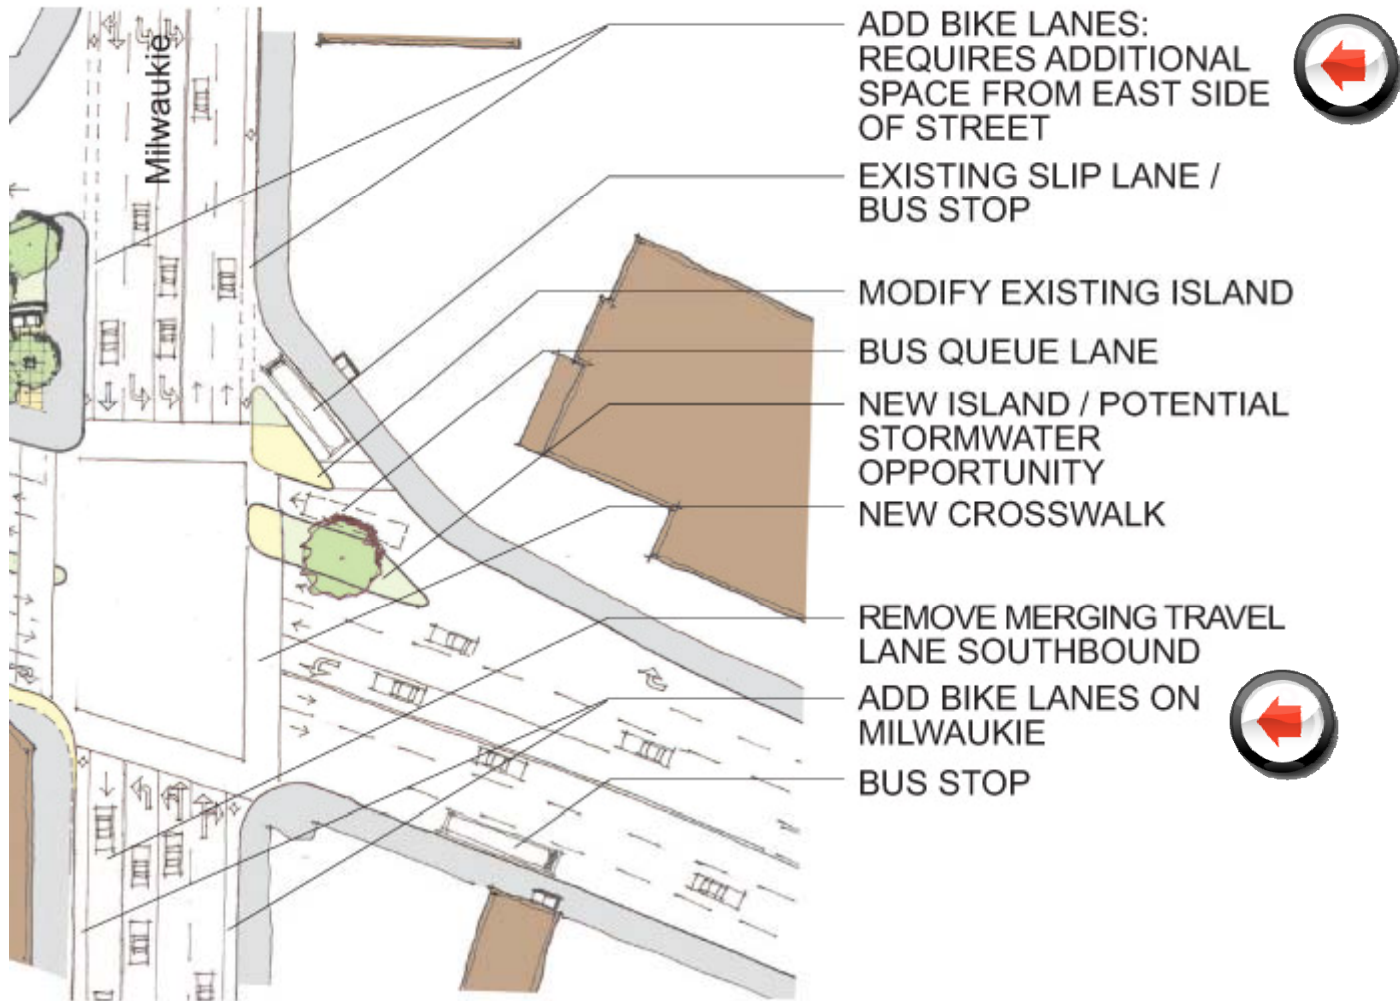 Milwaukie
ADD BIKE LANES:
REQUIRES ADDITIONAL
SPACE FROM EAST SIDE
OF STREET
EXISTING SLIP LANE /
BUS STOP
MODIFY EXISTING ISLAND
BUS QUEUE LANE
NEW ISLAND / POTENTIAL
STORMWATER
OPPORTUNITY
NEW CROSSWALK
REMOVE MERGING TRAVEL
LANE SOUTHBOUND
ADD BIKE LANES ON
MILWAUKIE
BUS STOP